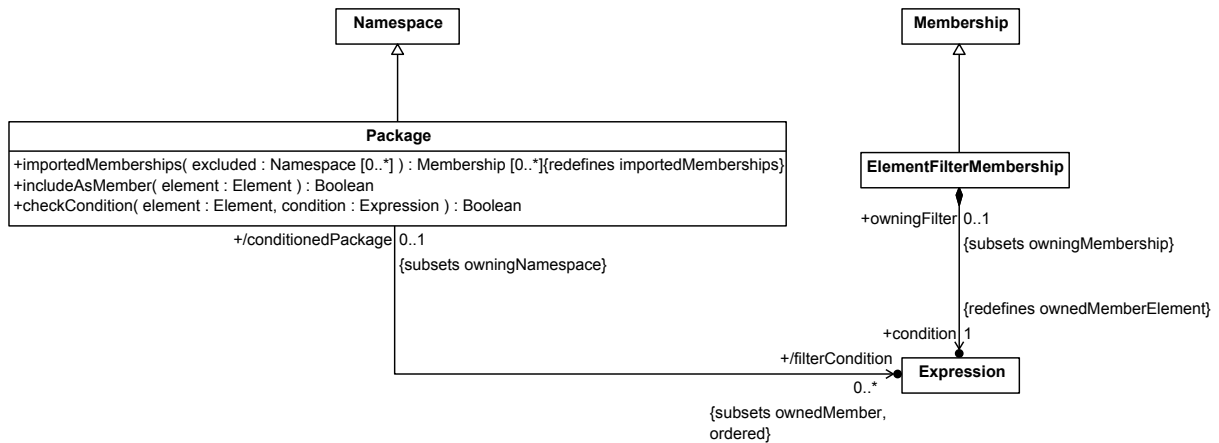 Namespace
Membership
Package
+importedMemberships( excluded : Namespace [0..*] ) : Membership [0..*]{redefines importedMemberships}
+includeAsMember( element : Element ) : Boolean
+checkCondition( element : Element, condition : Expression ) : Boolean
ElementFilterMembership
+/conditionedPackage 0..1
{subsets owningNamespace}
+owningFilter 0..1
{subsets owningMembership}
{redefines ownedMemberElement}
+condition 1
+/filterCondition
0..*
{subsets ownedMember,
ordered}
Expression